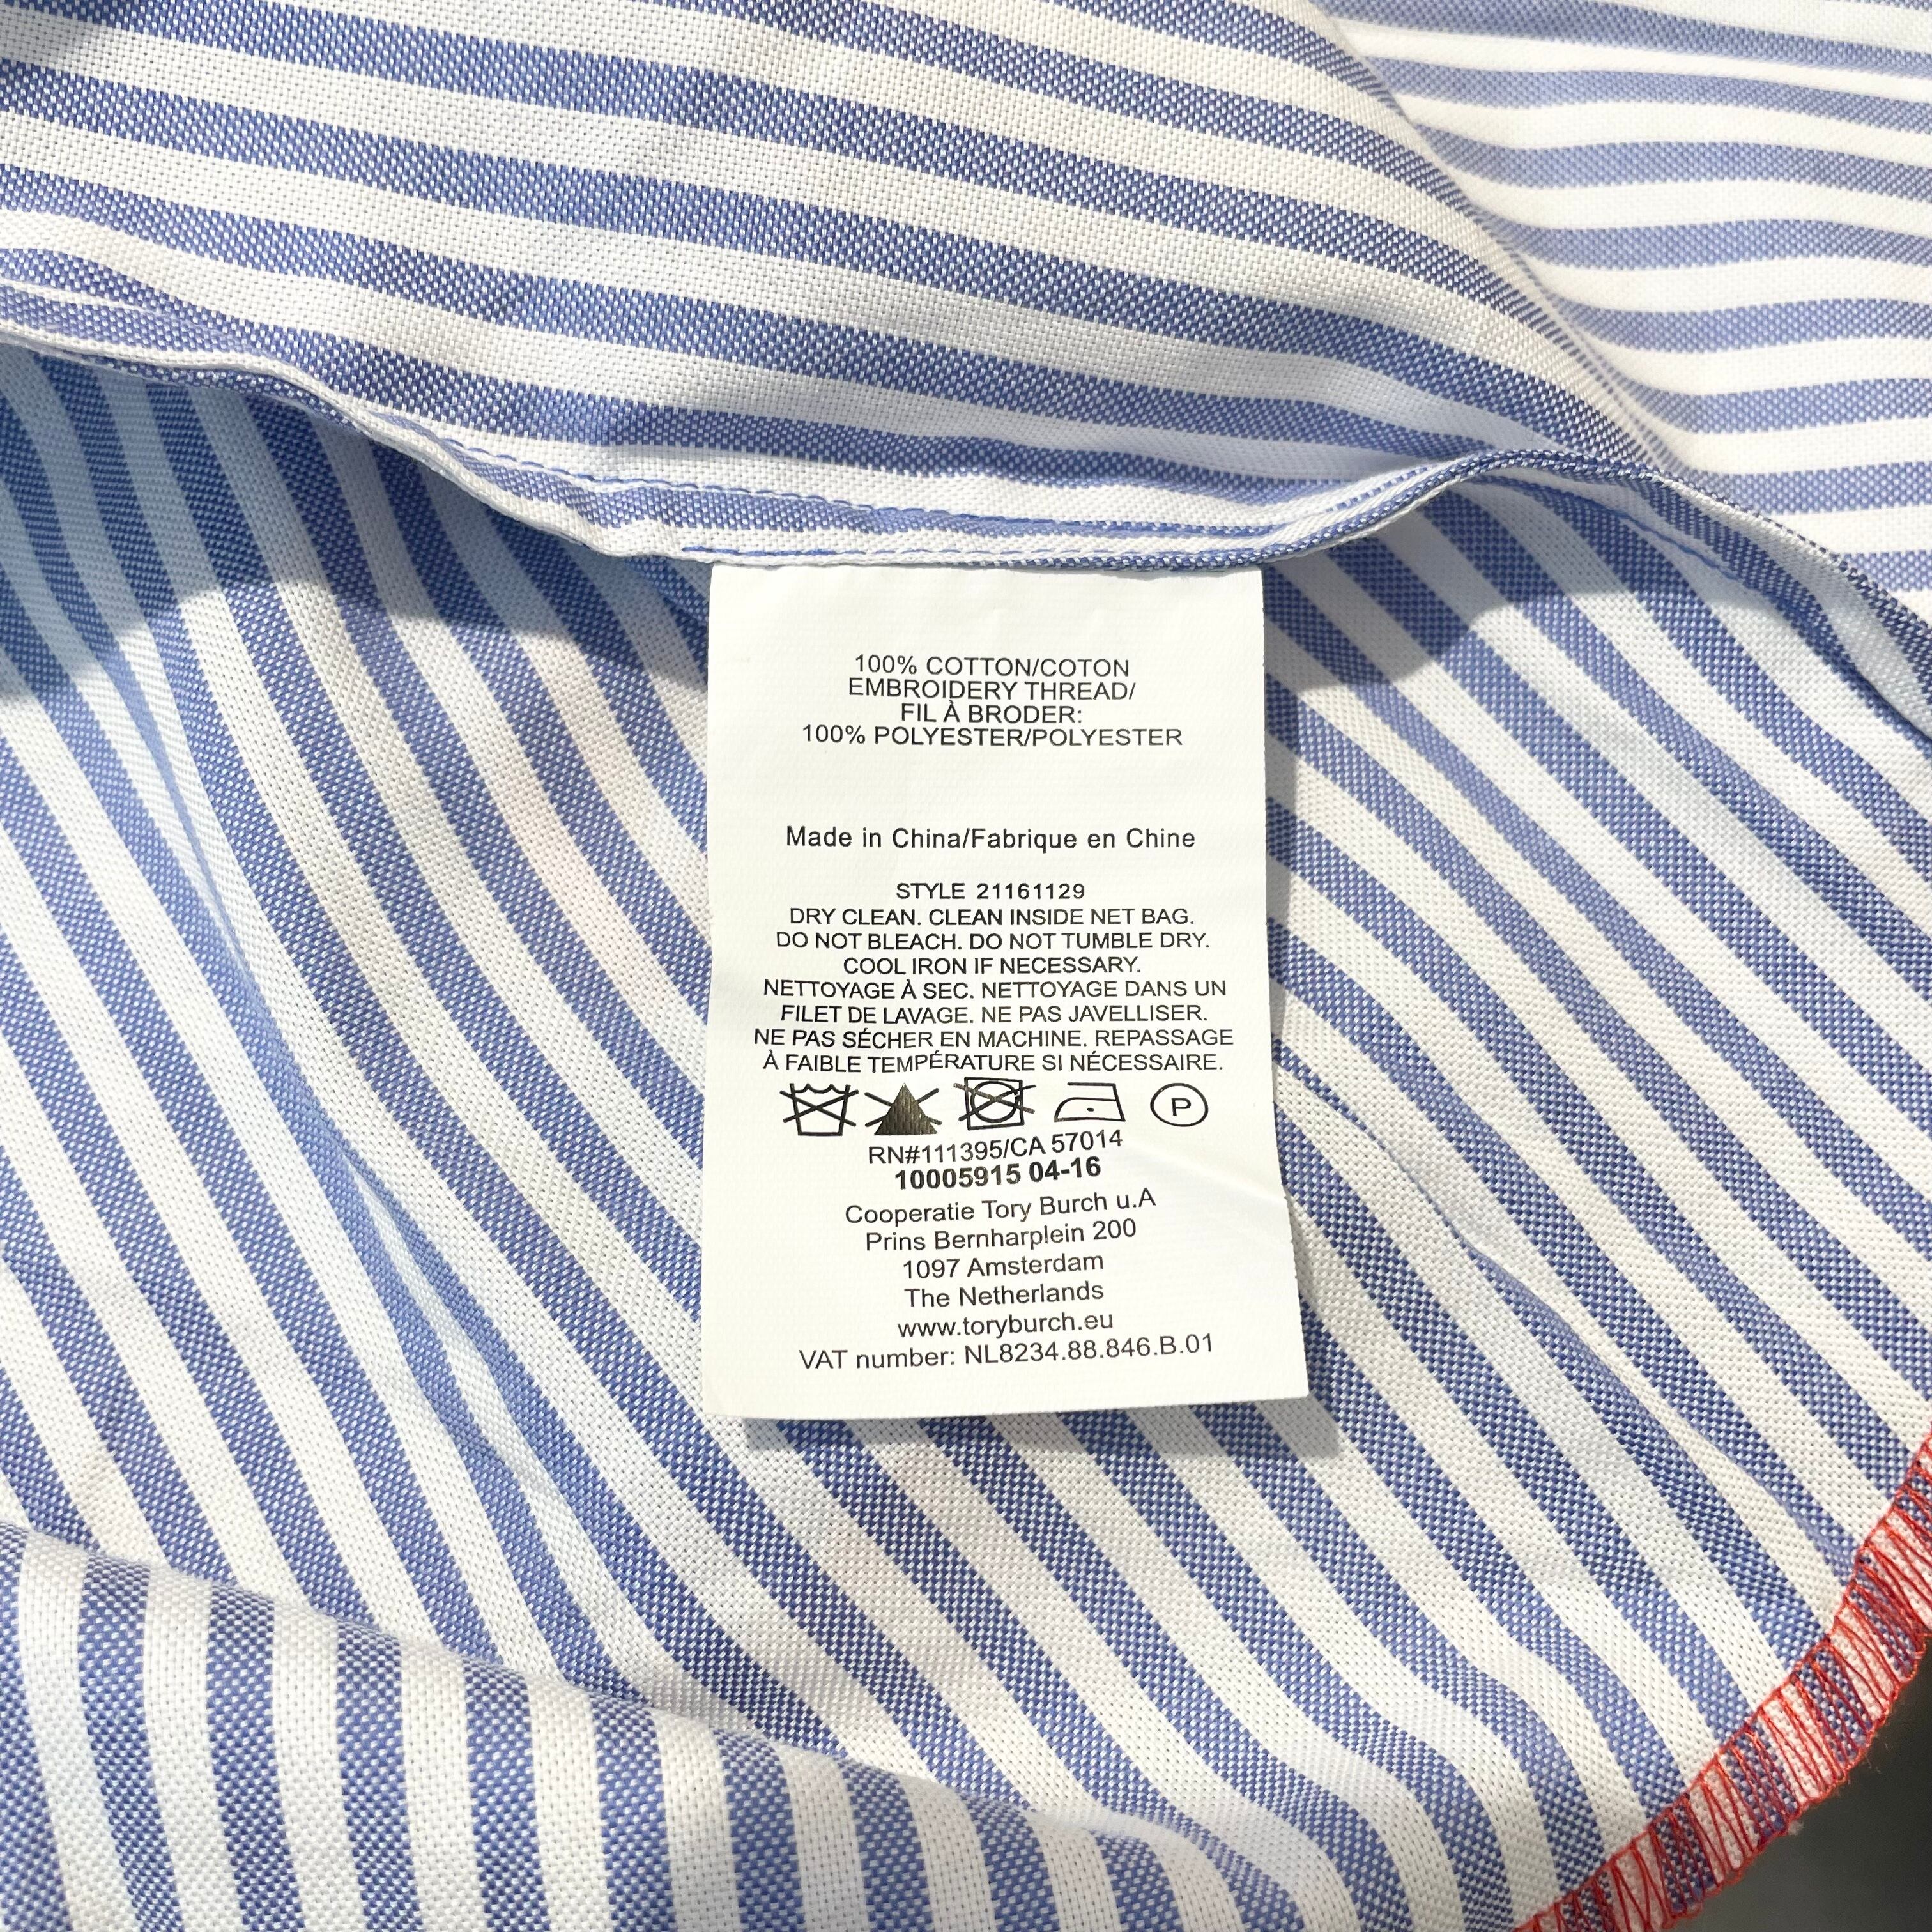 100% COTTON/COTON
EMBROIDERY THREAD/
FIL À BRODER:
100% POLYESTER/POLYESTER
Made in China/Fabrique en Chine
STYLE 21161129
DRY CLEAN. CLEAN INSIDE NET BAG.
DO NOT BLEACH. DO NOT TUMBLE DRY.
COOL IRON IF NECESSARY.
NETTOYAGE À SEC. NETTOYAGE DANS UN
FILET DE LAVAGE. NE PAS JAVELLISER.
NE PAS SÉCHER EN MACHINE. REPASSAGE
À FAIBLE TEMPÉRATURE SI NÉCESSAIRE.
P
RN#111395/CA 57014
10005915 04-16
Cooperatie Tory Burch u.A
Prins Bernharplein 200
1097 Amsterdam
The Netherlands
www.toryburch.eu
VAT number: NL8234.88.846.B.01